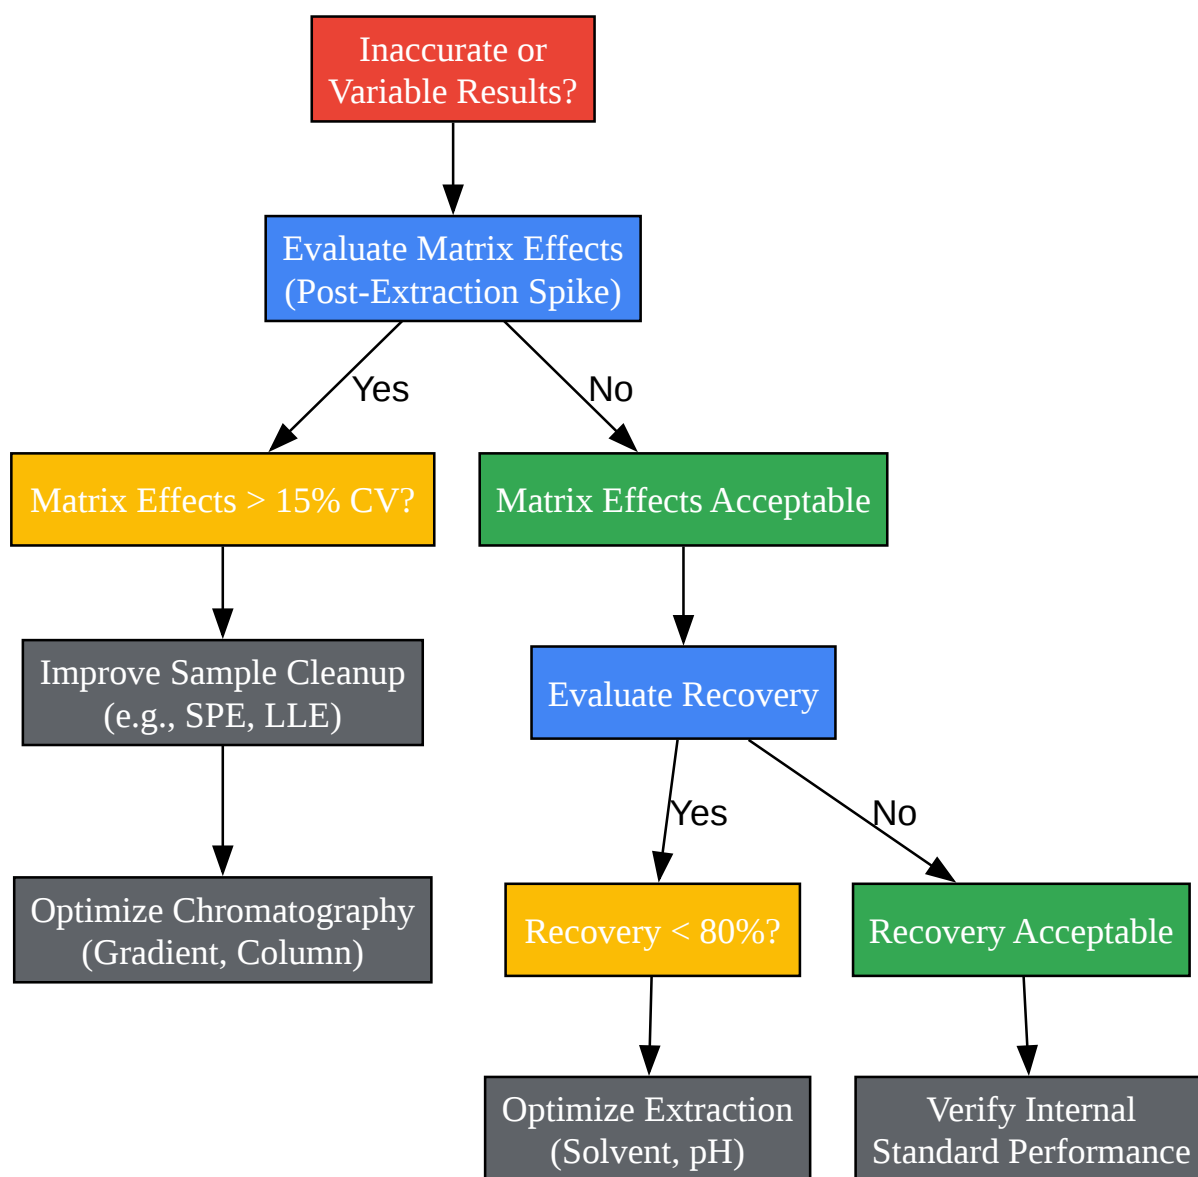 Inaccurate or
Variable Results?
Evaluate Matrix Effects
(Post-Extraction Spike)
Yes
No
Matrix Effects > 15% CV?
Matrix Effects Acceptable
Improve Sample Cleanup
(e.g., SPE, LLE)
Evaluate Recovery
Yes
No
Optimize Chromatography
(Gradient, Column)
Recovery < 80%?
Recovery Acceptable
Optimize Extraction
(Solvent, pH)
Verify Internal
Standard Performance